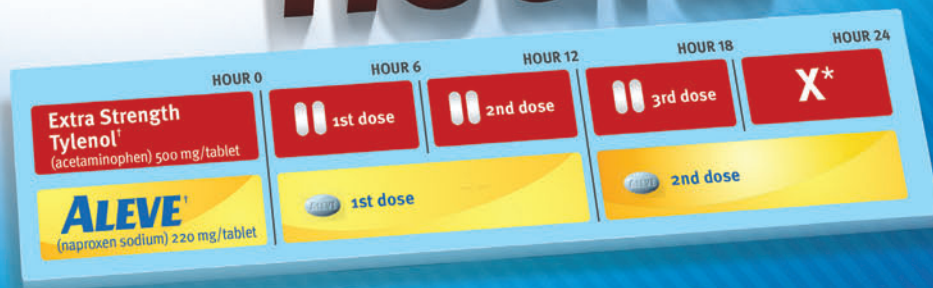 HOUR 0 HOUR 6 HOUR 12 HOUR 18 HOUR 24
Extra Strength
Tylenol†
(acetaminophen) 500 mg/tablet
1st dose 2nd dose 3rd dose X*
ALEVE†
(naproxen sodium) 220 mg/tablet
1st dose 2nd dose